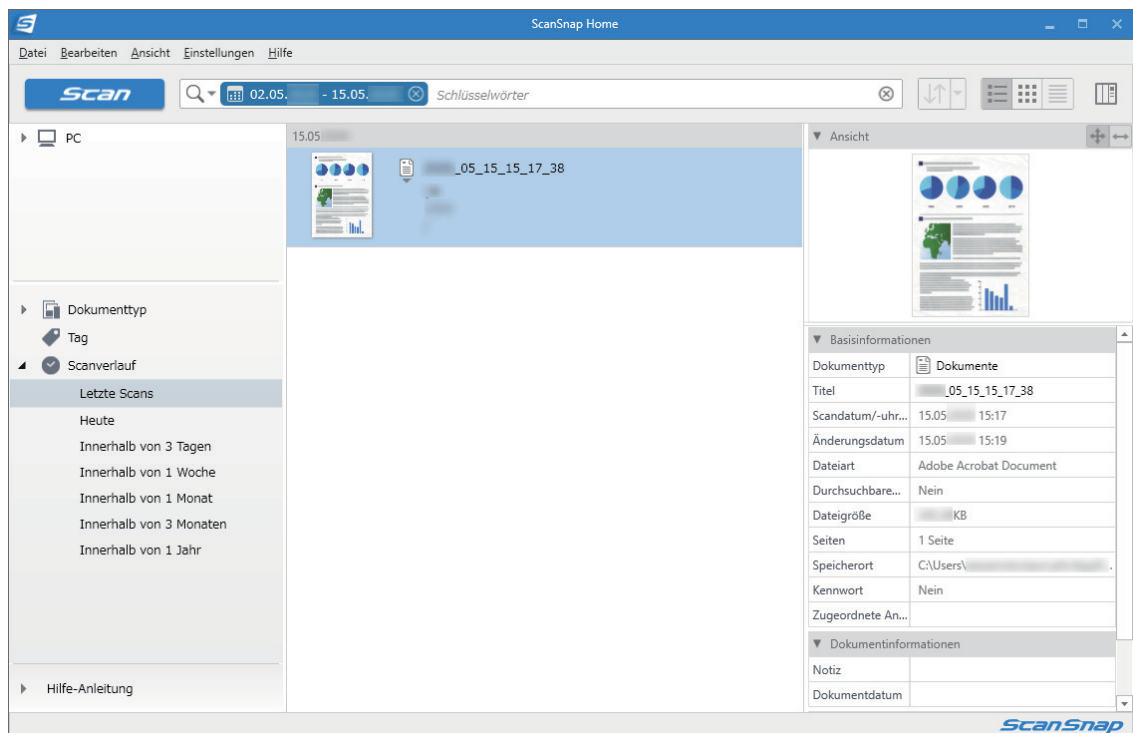 ScanSnap Home
Datei Bearbeiten Ansicht Einstellungen Hilfe
Scan
02.05. - 15.05.
Schlüsselwörter
PC
Dokumenttyp
Tag
Scanverlauf
Letzte Scans
Heute
Innerhalb von 3 Tagen
Innerhalb von 1 Woche
Innerhalb von 1 Monat
Innerhalb von 3 Monaten
Innerhalb von 1 Jahr
Hilfe-Anleitung
15.05
_05_15_15_17_38
Ansicht
Basisinformationen
Dokumenttyp Dokumente
Titel _05_15_15_17_38
Scandatum/-uhr... 15.05 15:17
Änderungsdatum 15.05 15:19
Dateiart Adobe Acrobat Document
Durchsuchbare... Nein
Dateigröße KB
Seiten 1 Seite
Speicherort C:\Users\ .
Kennwort Nein
Zugeordnete An...
Dokumentinformationen
Notiz
Dokumentdatum
ScanSnap